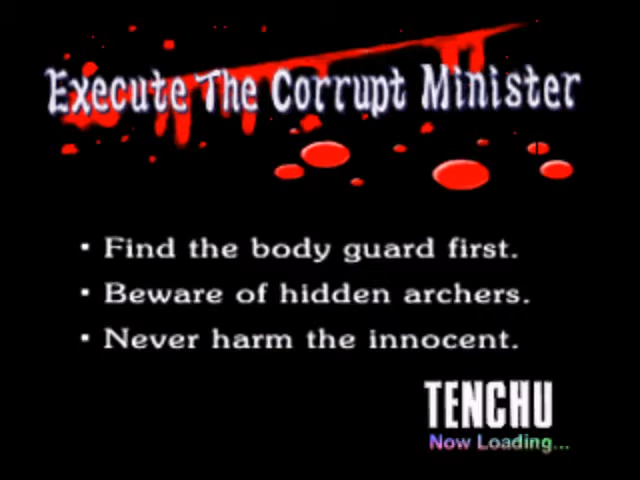 Execute The Corrupt Minister
· Find the body guard first.
· Beware of hidden archers.
· Never harm the innocent.
TENCHU
Now Loading...